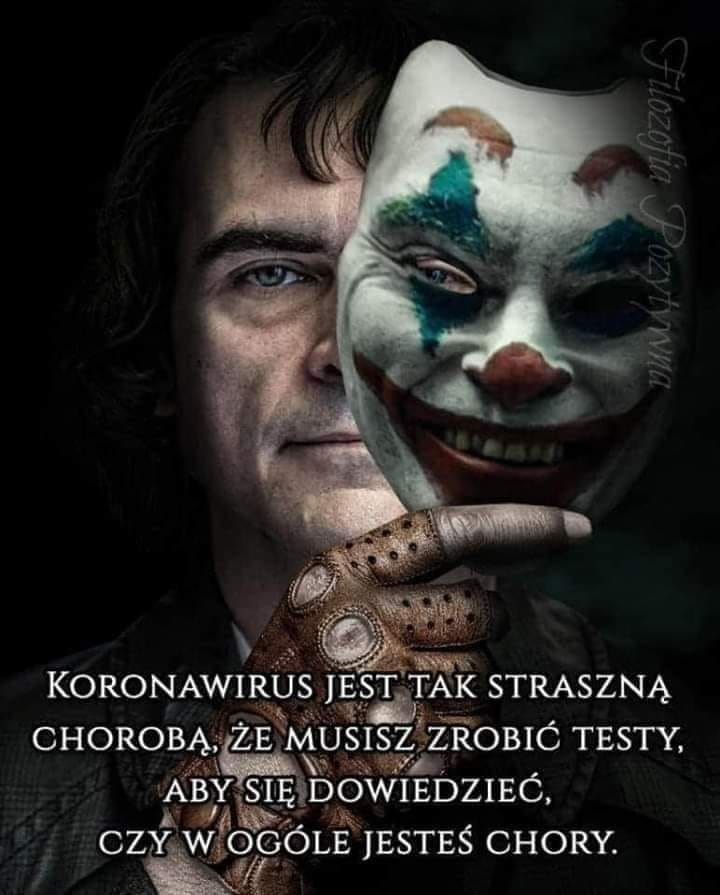 Filozofia Pozytywna
Koronawirus jest tak straszną
chorobą, że musisz zrobić testy,
aby się dowiedzieć,
czy w ogóle jesteś chory.